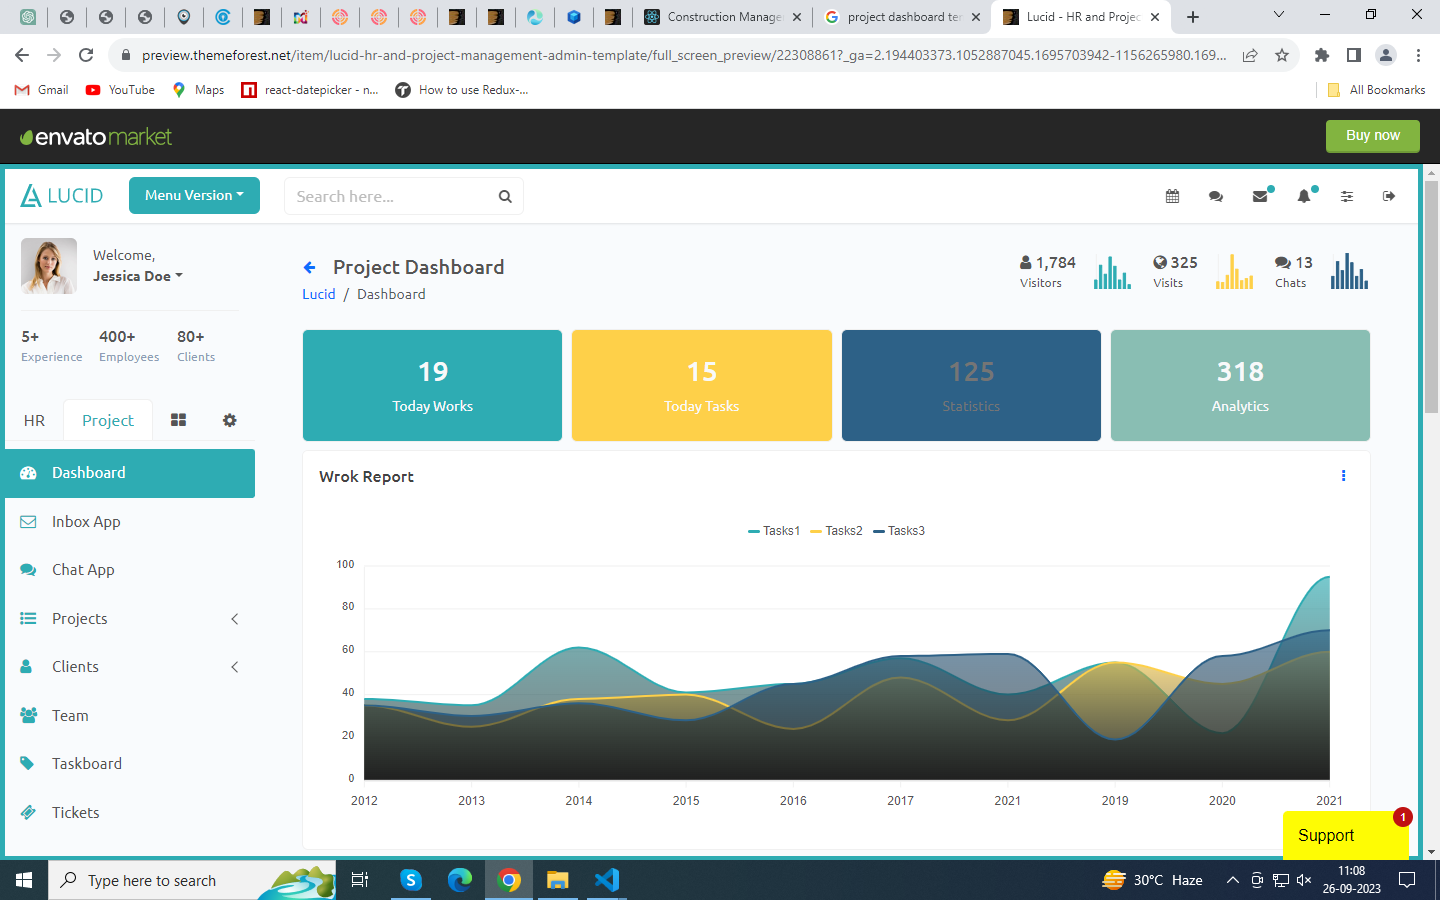 Construction Manage
project dashboard ter
Lucid - HR and Projec
preview.themeforest.net/item/lucid-hr-and-project-management-admin-template/full_screen_preview/22308861?_ga=2.194403373.1052887045.1695703942-1156265980.169...
Gmail
YouTube
Maps
react-datepicker - n...
How to use Redux-...
All Bookmarks
envatomarket
Buy now
LUCID
Menu Version
Search here...
Welcome,
Jessica Doe
5+
Experience
400+
Employees
80+
Clients
HR
Project
Dashboard
Inbox App
Chat App
Projects
Clients
Team
Taskboard
Tickets
Project Dashboard
Lucid / Dashboard
1,784
Visitors
325
Visits
13
Chats
19
Today Works
15
Today Tasks
125
Statistics
318
Analytics
Wrok Report
Tasks1 Tasks2 Tasks3
100
80
60
40
20
0
2012 2013 2014 2015 2016 2017 2021 2019 2020 2021
Support
1
Type here to search
30°C Haze
11:08
26-09-2023